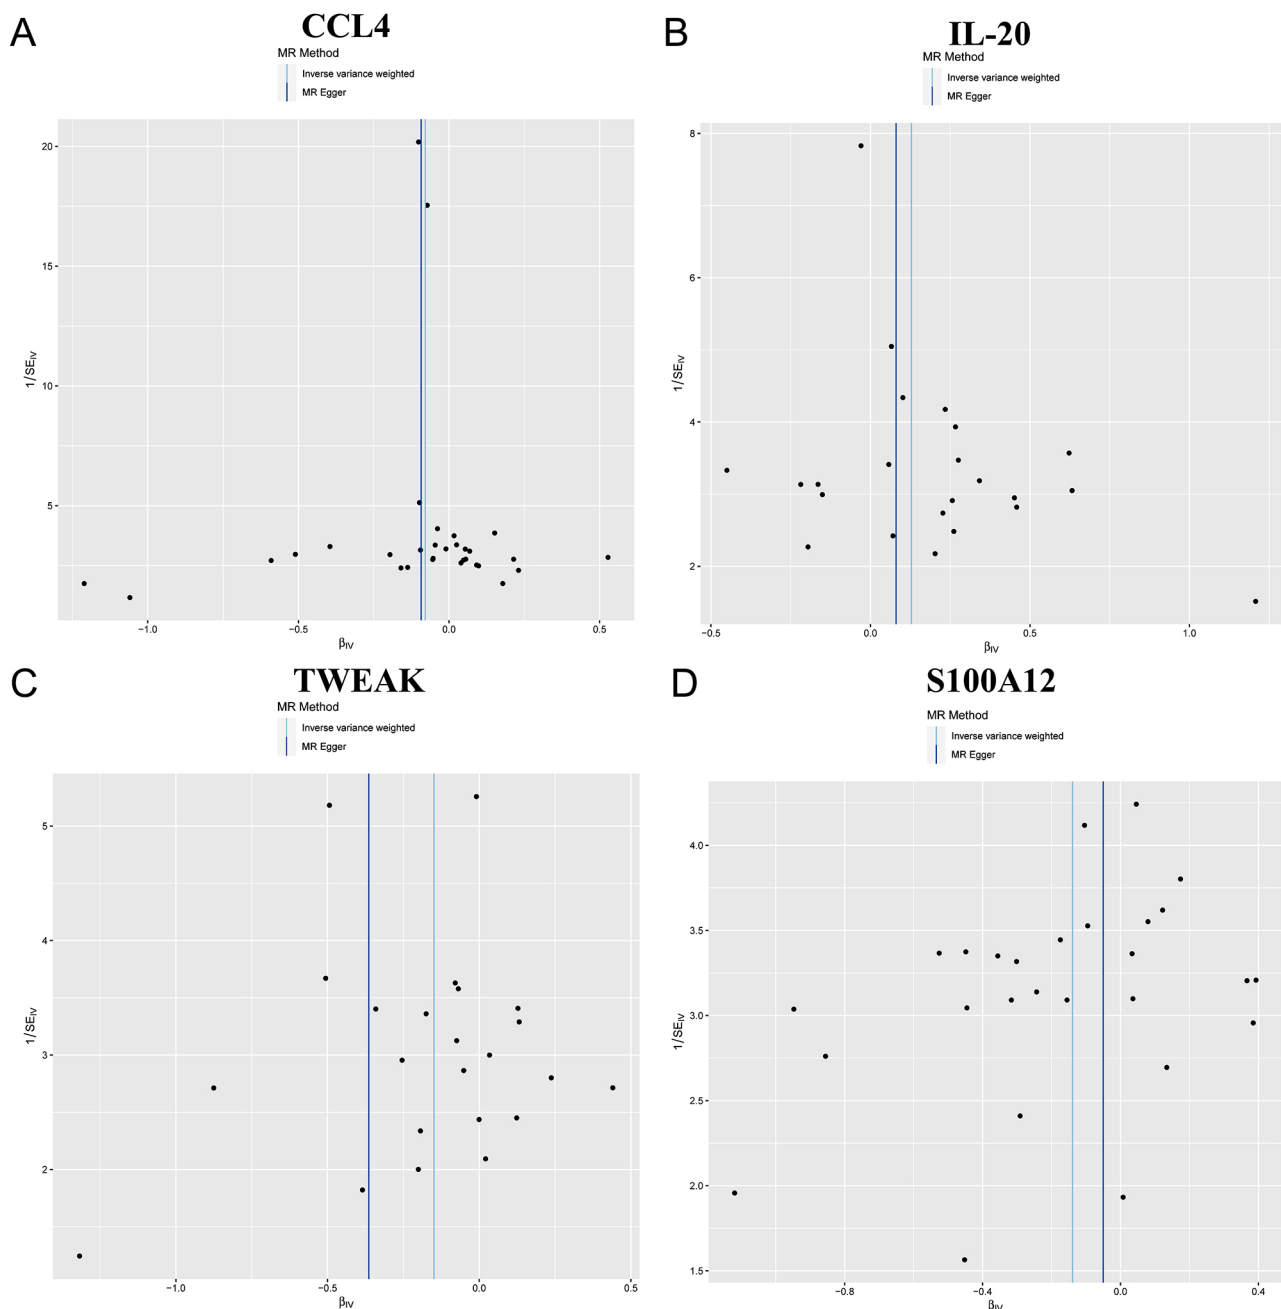 A
CCL4
MR Method
Inverse variance weighted
MR Egger
20
15
10
5
1/SE_IV
−1.0
−0.5
0.0
0.5
β_IV
B
IL-20
MR Method
Inverse variance weighted
MR Egger
8
6
4
2
1/SE_IV
−0.5
0.0
0.5
1.0
β_IV
C
TWEAK
MR Method
Inverse variance weighted
MR Egger
5
4
3
2
1/SE_IV
−1.0
−0.5
0.0
0.5
β_IV
D
S100A12
MR Method
Inverse variance weighted
MR Egger
4.0
3.5
3.0
2.5
2.0
1.5
1/SE_IV
−0.8
−0.4
0.0
0.4
β_IV